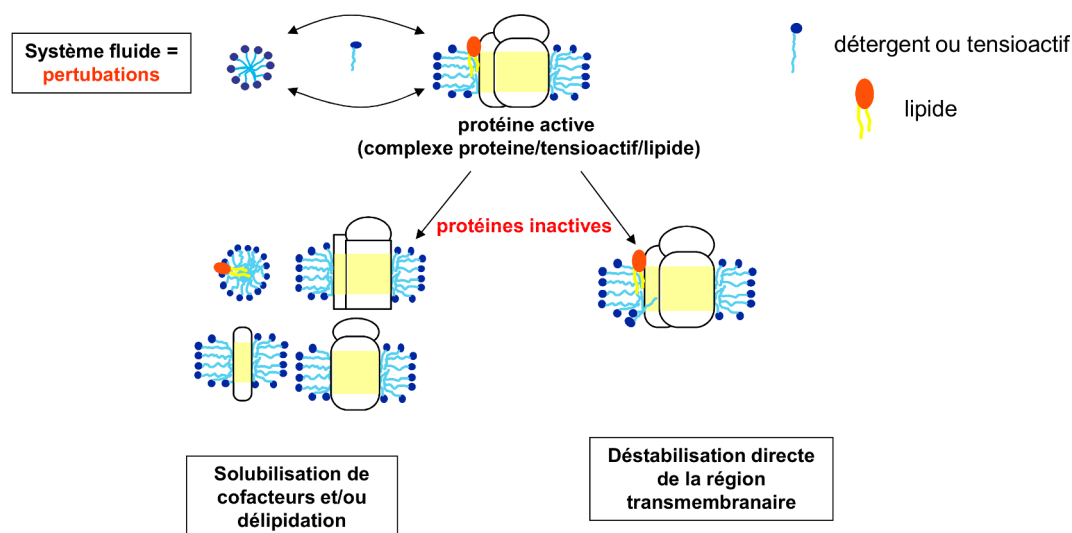 Système fluide =
pertubations
détergent ou tensioactif
lipide
protéine active
(complexe proteine/tensioactif/lipide)
protéines inactives
Solubilisation de
cofacteurs et/ou
délipidation
Déstabilisation directe
de la région
transmembranaire